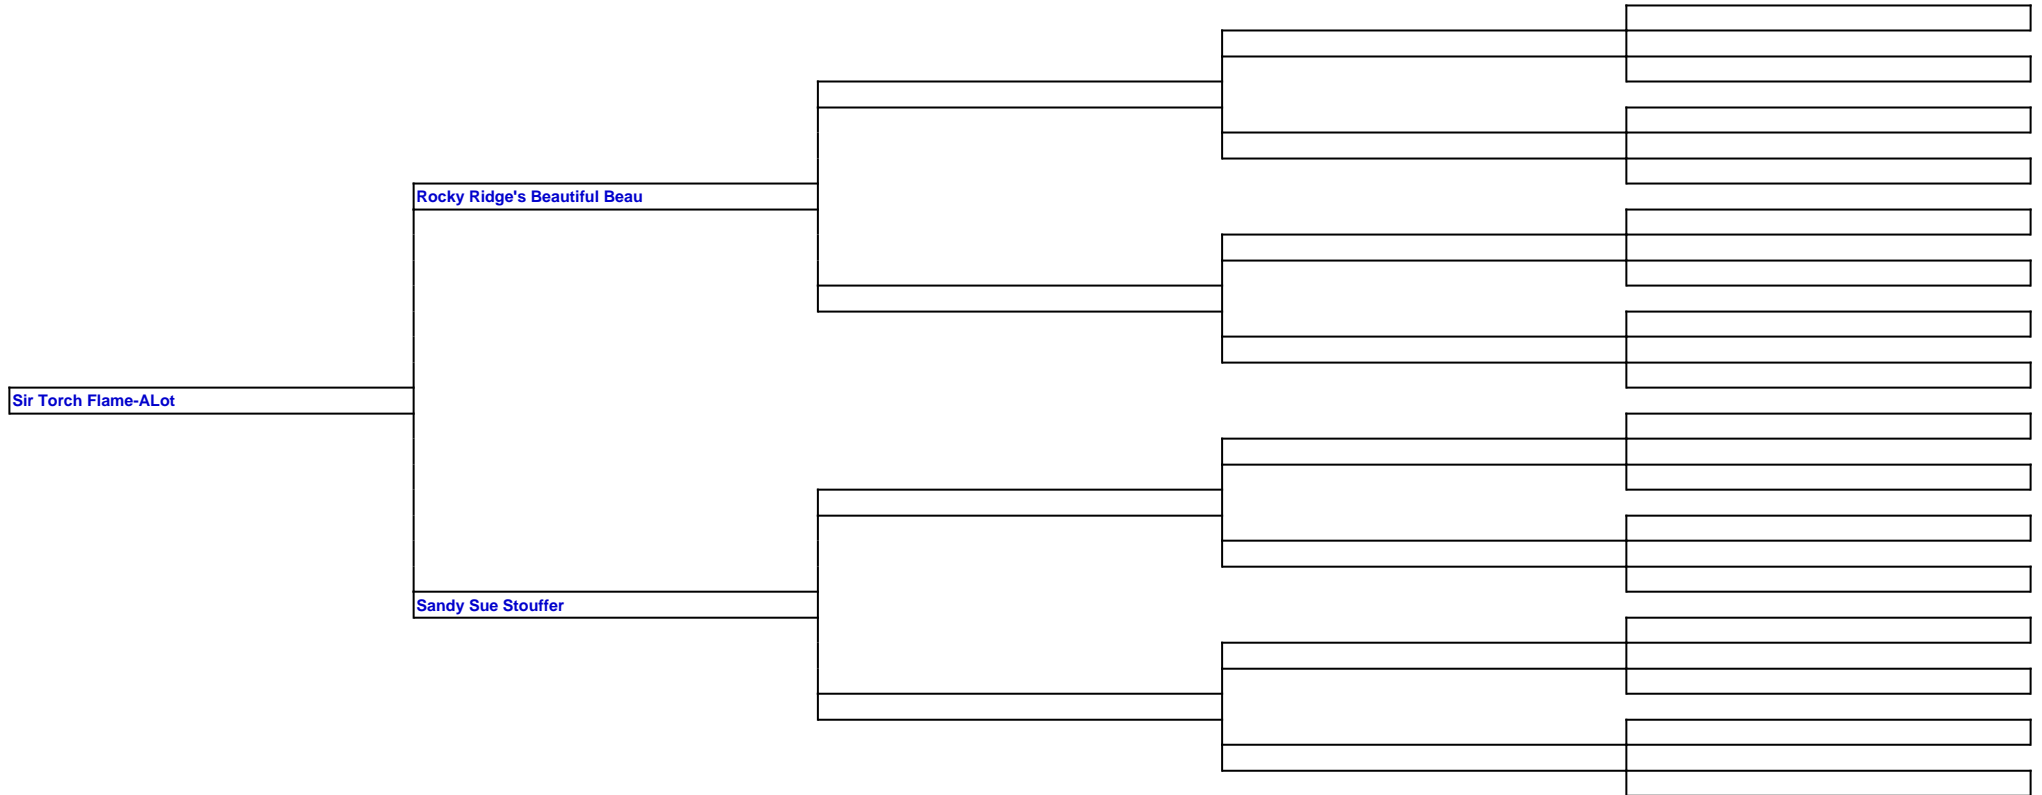 Rocky Ridge's Beautiful Beau
Sir Torch Flame-ALot
Sandy Sue Stouffer